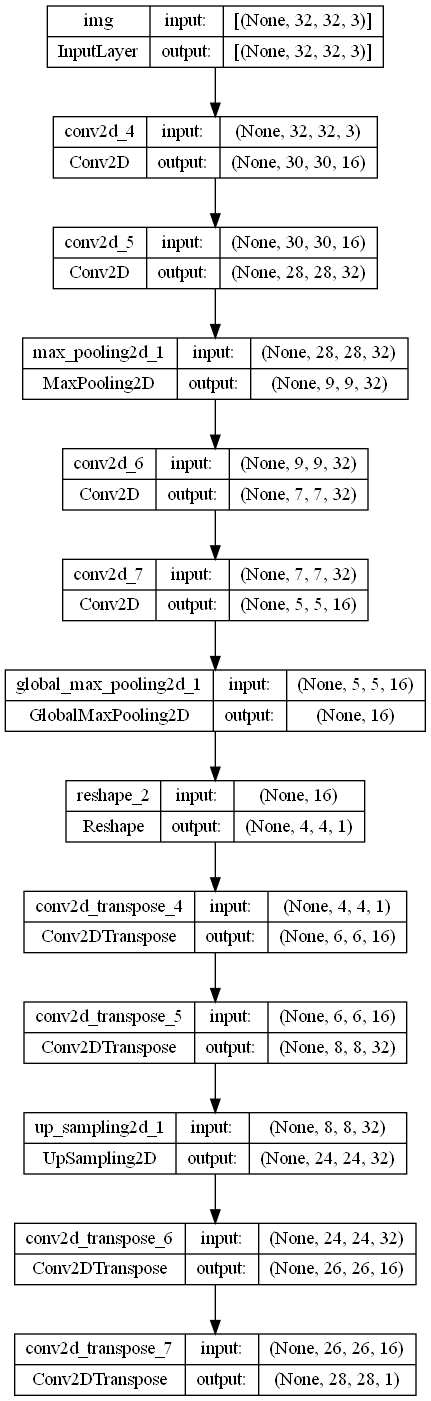 img input: [(None, 32, 32, 3)]
InputLayer output: [(None, 32, 32, 3)]
conv2d_4 input: (None, 32, 32, 3)
Conv2D output: (None, 30, 30, 16)
conv2d_5 input: (None, 30, 30, 16)
Conv2D output: (None, 28, 28, 32)
max_pooling2d_1 input: (None, 28, 28, 32)
MaxPooling2D output: (None, 9, 9, 32)
conv2d_6 input: (None, 9, 9, 32)
Conv2D output: (None, 7, 7, 32)
conv2d_7 input: (None, 7, 7, 32)
Conv2D output: (None, 5, 5, 16)
global_max_pooling2d_1 input: (None, 5, 5, 16)
GlobalMaxPooling2D output: (None, 16)
reshape_2 input: (None, 16)
Reshape output: (None, 4, 4, 1)
conv2d_transpose_4 input: (None, 4, 4, 1)
Conv2DTranspose output: (None, 6, 6, 16)
conv2d_transpose_5 input: (None, 6, 6, 16)
Conv2DTranspose output: (None, 8, 8, 32)
up_sampling2d_1 input: (None, 8, 8, 32)
UpSampling2D output: (None, 24, 24, 32)
conv2d_transpose_6 input: (None, 24, 24, 32)
Conv2DTranspose output: (None, 26, 26, 16)
conv2d_transpose_7 input: (None, 26, 26, 16)
Conv2DTranspose output: (None, 28, 28, 1)